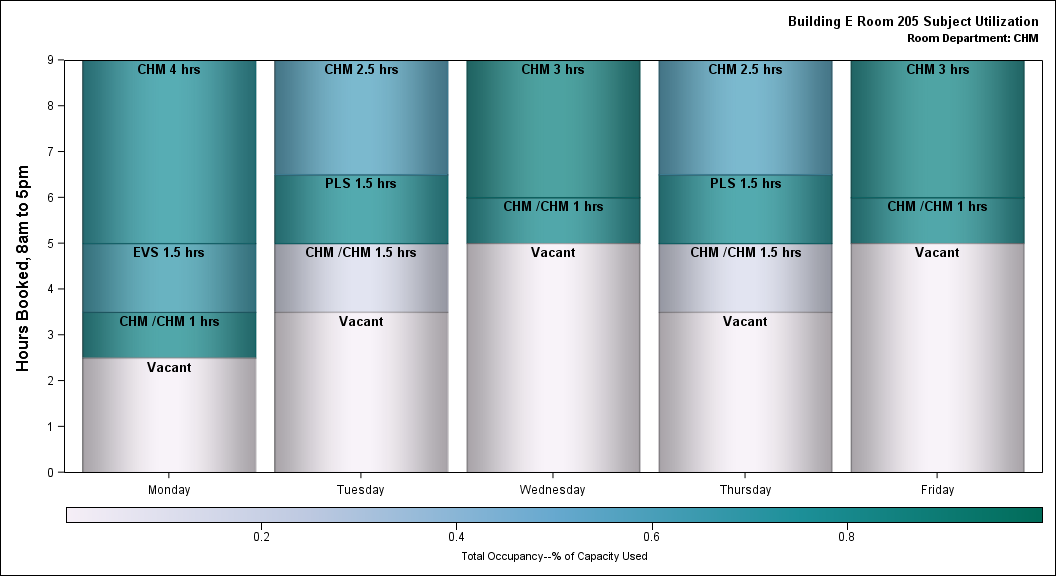 Building E Room 205 Subject Utilization
Room Department: CHM
Hours Booked, 8am to 5pm
9
8
7
6
5
4
3
2
1
0
CHM 4 hrs
EVS 1.5 hrs
CHM /CHM 1 hrs
Vacant
CHM 2.5 hrs
PLS 1.5 hrs
CHM /CHM 1.5 hrs
Vacant
CHM 3 hrs
CHM /CHM 1 hrs
Vacant
CHM 2.5 hrs
PLS 1.5 hrs
CHM /CHM 1.5 hrs
Vacant
CHM 3 hrs
CHM /CHM 1 hrs
Vacant
Monday Tuesday Wednesday Thursday Friday
0.2 0.4 0.6 0.8
Total Occupancy--% of Capacity Used